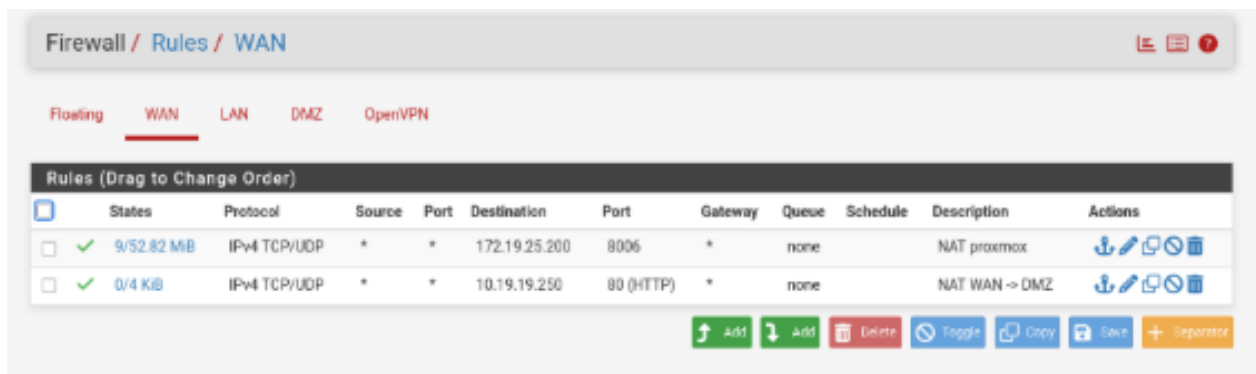 Firewall / Rules / WAN
Floating WAN LAN DMZ OpenVPN
Rules (Drag to Change Order)
States Protocol Source Port Destination Port Gateway Queue Schedule Description Actions
9/52.82 MiB IPv4 TCP/UDP * * 172.19.25.200 8006 * none NAT proxmox
0/4 KiB IPv4 TCP/UDP * * 10.19.19.250 80 (HTTP) * none NAT WAN -> DMZ
Add Add Delete Toggle Copy Save Separator